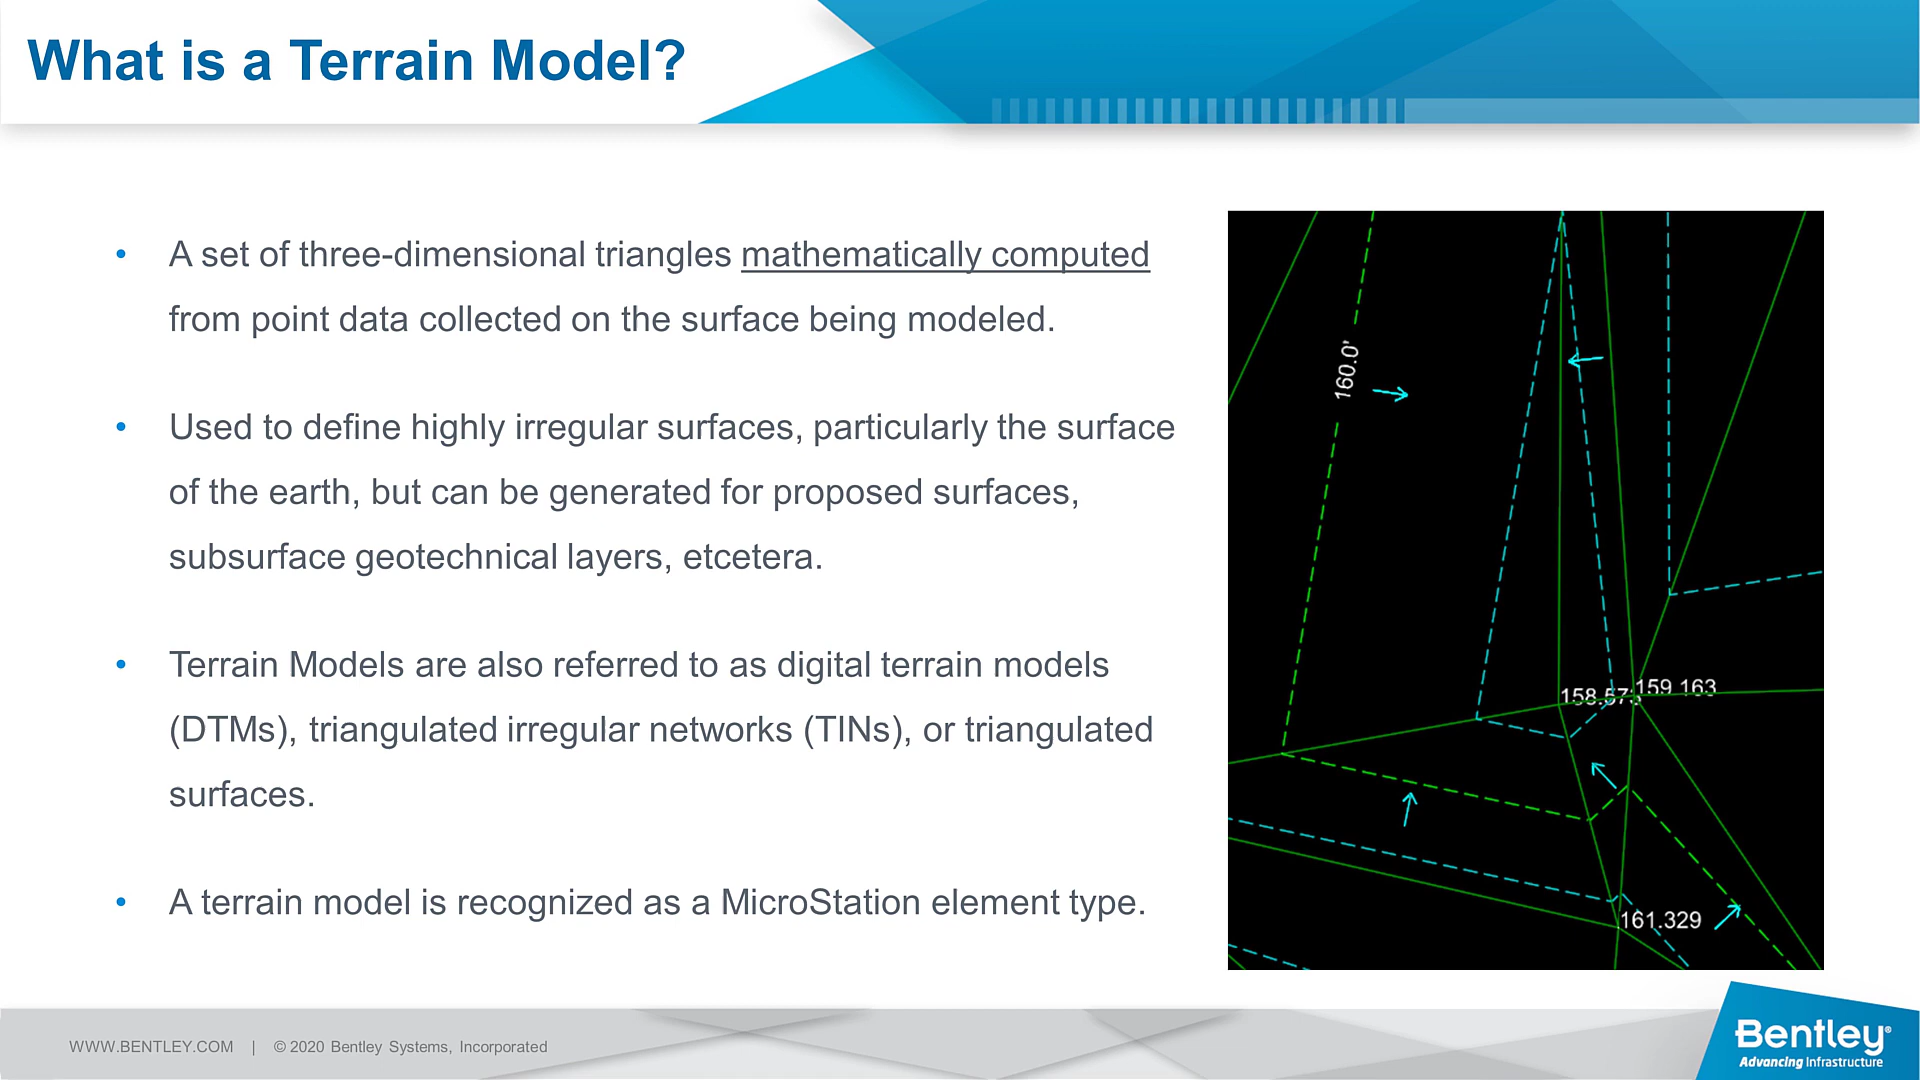 What is a Terrain Model?
• A set of three-dimensional triangles mathematically computed
from point data collected on the surface being modeled.
• Used to define highly irregular surfaces, particularly the surface
of the earth, but can be generated for proposed surfaces,
subsurface geotechnical layers, etcetera.
• Terrain Models are also referred to as digital terrain models
(DTMs), triangulated irregular networks (TINs), or triangulated
surfaces.
• A terrain model is recognized as a MicroStation element type.
160.0'
159.163
161.329
WWW.BENTLEY.COM | © 2020 Bentley Systems, Incorporated
Bentley®
Advancing Infrastructure